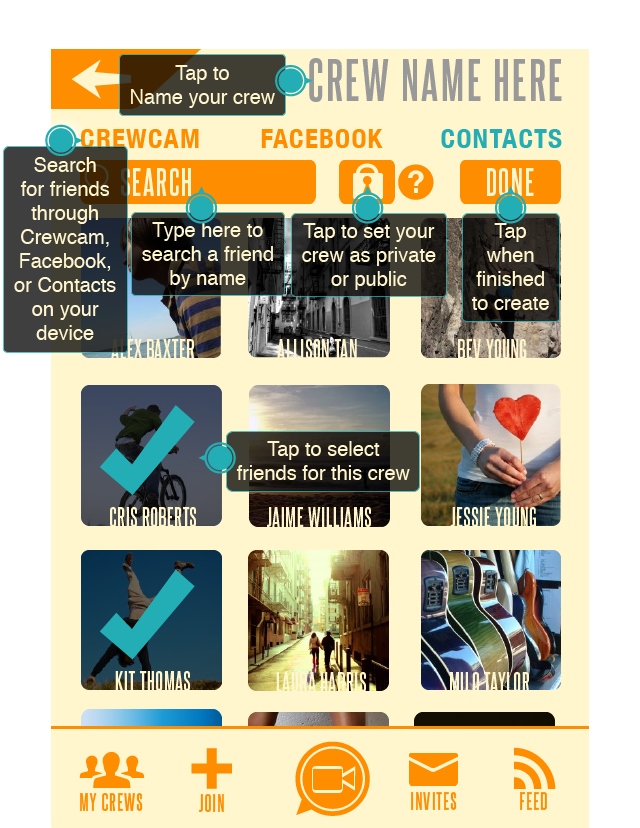 Tap to
Name your crew
CREW NAME HERE
CREWCAM
FACEBOOK
CONTACTS
Search
for friends
through
Crewcam,
Facebook,
or Contacts
on your
device
SEARCH
?
DONE
Type here to
search a friend
by name
Tap to set your
crew as private
or public
Tap
when
finished
to create
ALEX BAXTER
ALLISON TAN
BEV YOUNG
Tap to select
friends for this crew
CRIS ROBERTS
JAIME WILLIAMS
JESSIE YOUNG
KIT THOMAS
LAURA HARRIS
MILO TAYLOR
MY CREWS
JOIN
INVITES
FEED